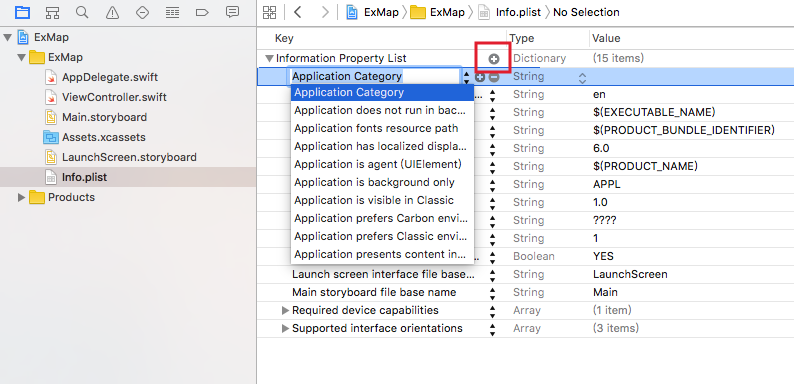 ExMap ExMap Info.plist No Selection
ExMap
ExMap
AppDelegate.swift
ViewController.swift
Main.storyboard
Assets.xcassets
LaunchScreen.storyboard
Info.plist
Products
Key Type Value
Information Property List Dictionary (15 items)
Application Category String
Application Category ... en
Application does not run in bac... String $(EXECUTABLE_NAME)
Application fonts resource path String $(PRODUCT_BUNDLE_IDENTIFIER)
Application has localized displa... String 6.0
Application is agent (UIElement) String $(PRODUCT_NAME)
Application is background only String APPL
Application is visible in Classic String 1.0
Application prefers Carbon envi... String ????
Application prefers Classic envi... String 1
Application presents content in... Boolean YES
Launch screen interface file base... String LaunchScreen
Main storyboard file base name String Main
Required device capabilities Array (1 item)
Supported interface orientations Array (3 items)